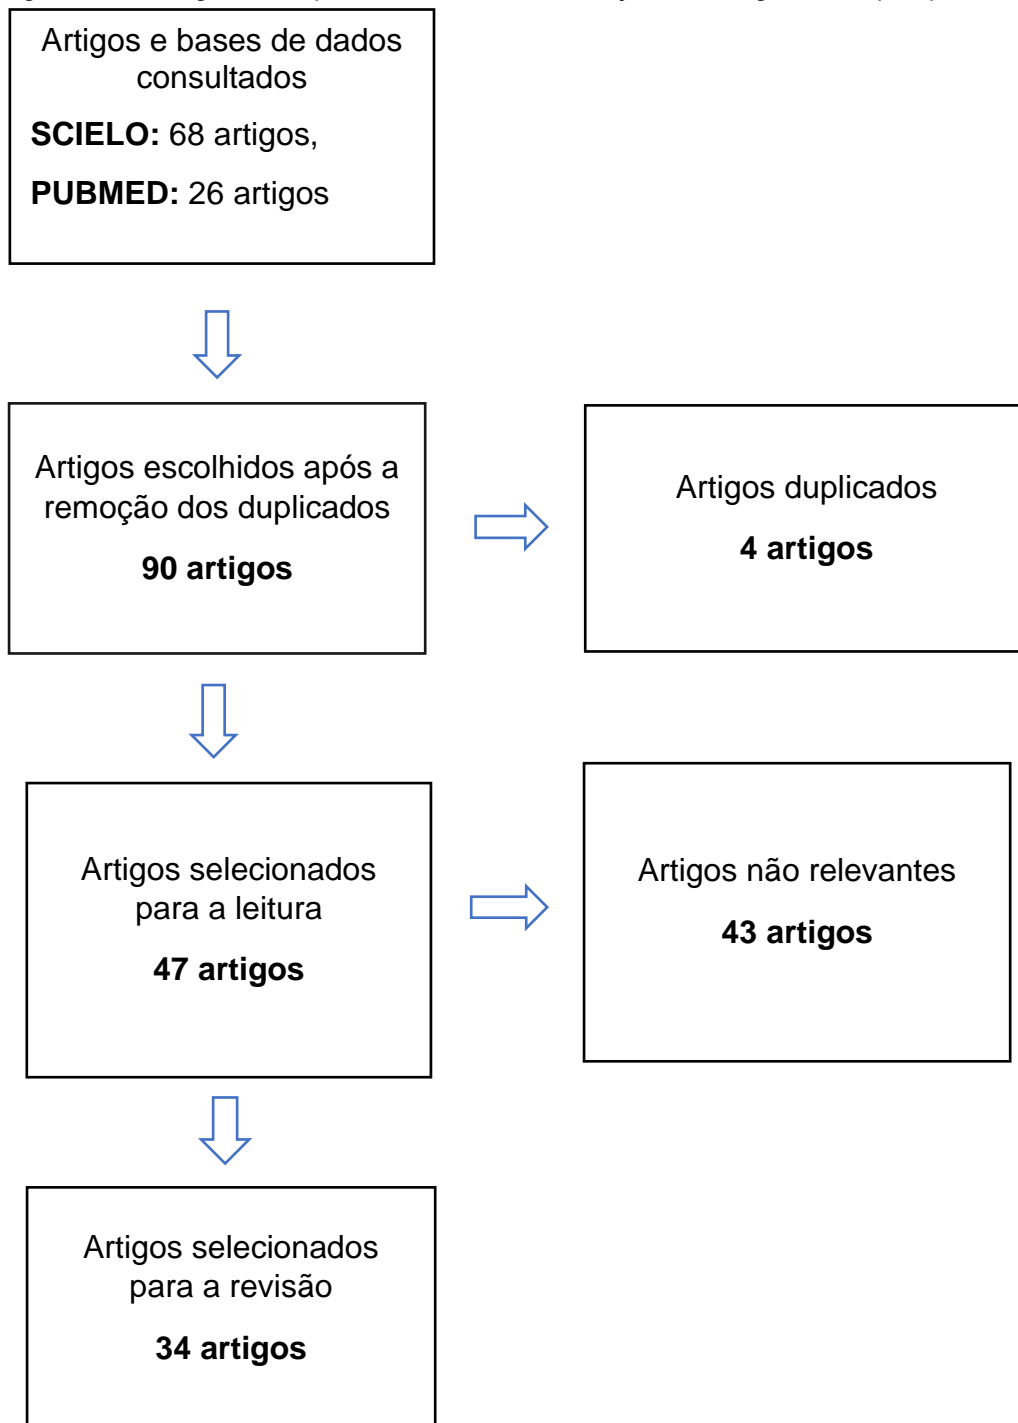 Artigos e bases de dados
consultados
SCIELO: 68 artigos,
PUBMED: 26 artigos
Artigos escolhidos após a
remoção dos duplicados
90 artigos
Artigos duplicados
4 artigos
Artigos selecionados
para a leitura
47 artigos
Artigos não relevantes
43 artigos
Artigos selecionados
para a revisão
34 artigos